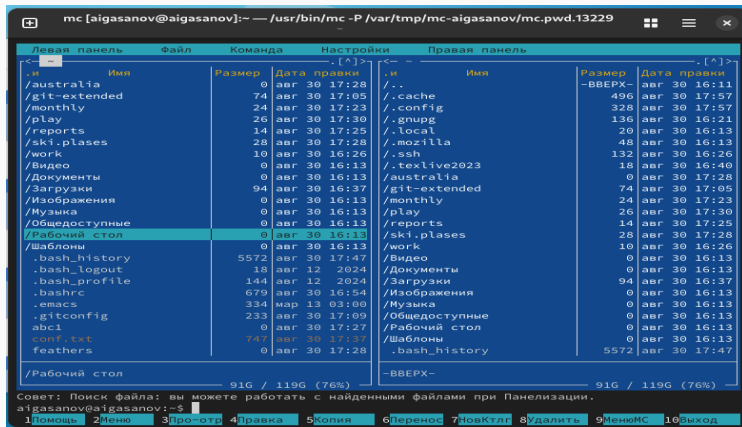 mc [aigasanov@aigasanov]:~ — /usr/bin/mc -P /var/tmp/mc-aigasanov/mc.pwd.13229
Левая панель Файл Команда Настройки Правая панель
<— ~ .[^]> <— ~ .[^]>
.и Имя Размер Дата правки .и Имя Размер Дата правки
/australia 0 авг 30 17:28 /.. -ВВЕРХ- авг 30 16:11
/git-extended 74 авг 30 17:05 /.cache 496 авг 30 17:57
/monthly 24 авг 30 17:23 /.config 328 авг 30 17:57
/play 26 авг 30 17:30 /.gnupg 136 авг 30 16:21
/reports 14 авг 30 17:25 /.local 20 авг 30 16:13
/ski.plases 28 авг 30 17:28 /.mozilla 48 авг 30 16:13
/work 10 авг 30 16:26 /.ssh 132 авг 30 16:26
/Видео 0 авг 30 16:13 /.texlive2023 18 авг 30 16:40
/Документы 0 авг 30 16:13 /australia 0 авг 30 17:28
/Загрузки 94 авг 30 16:37 /git-extended 74 авг 30 17:05
/Изображения 0 авг 30 16:13 /monthly 24 авг 30 17:23
/Музыка 0 авг 30 16:13 /play 26 авг 30 17:30
/Общедоступные 0 авг 30 16:13 /reports 14 авг 30 17:25
/Рабочий стол 0 авг 30 16:13 /ski.plases 28 авг 30 17:28
/Шаблоны 0 авг 30 16:13 /work 10 авг 30 16:26
.bash_history 5572 авг 30 17:47 /Видео 0 авг 30 16:13
.bash_logout 18 авг 12 2024 /Документы 0 авг 30 16:13
.bash_profile 144 авг 12 2024 /Загрузки 94 авг 30 16:37
.bashrc 679 авг 30 16:54 /Изображения 0 авг 30 16:13
.emacs 334 мар 13 03:00 /Музыка 0 авг 30 16:13
.gitconfig 233 авг 30 17:09 /Общедоступные 0 авг 30 16:13
abc1 0 авг 30 17:27 /Рабочий стол 0 авг 30 16:13
conf.txt 747 авг 30 17:37 /Шаблоны 0 авг 30 16:13
feathers 0 авг 30 17:28 .bash_history 5572 авг 30 17:47
/Рабочий стол -ВВЕРХ-
91G / 119G (76%) 91G / 119G (76%)
Совет: Поиск файла: вы можете работать с найденными файлами при Панелизации.
aigasanov@aigasanov:~$
1Помощь 2Меню 3Про~отр 4Правка 5Копия 6Перенос 7НовКтлг 8Удалить 9МенюМС 10Выход